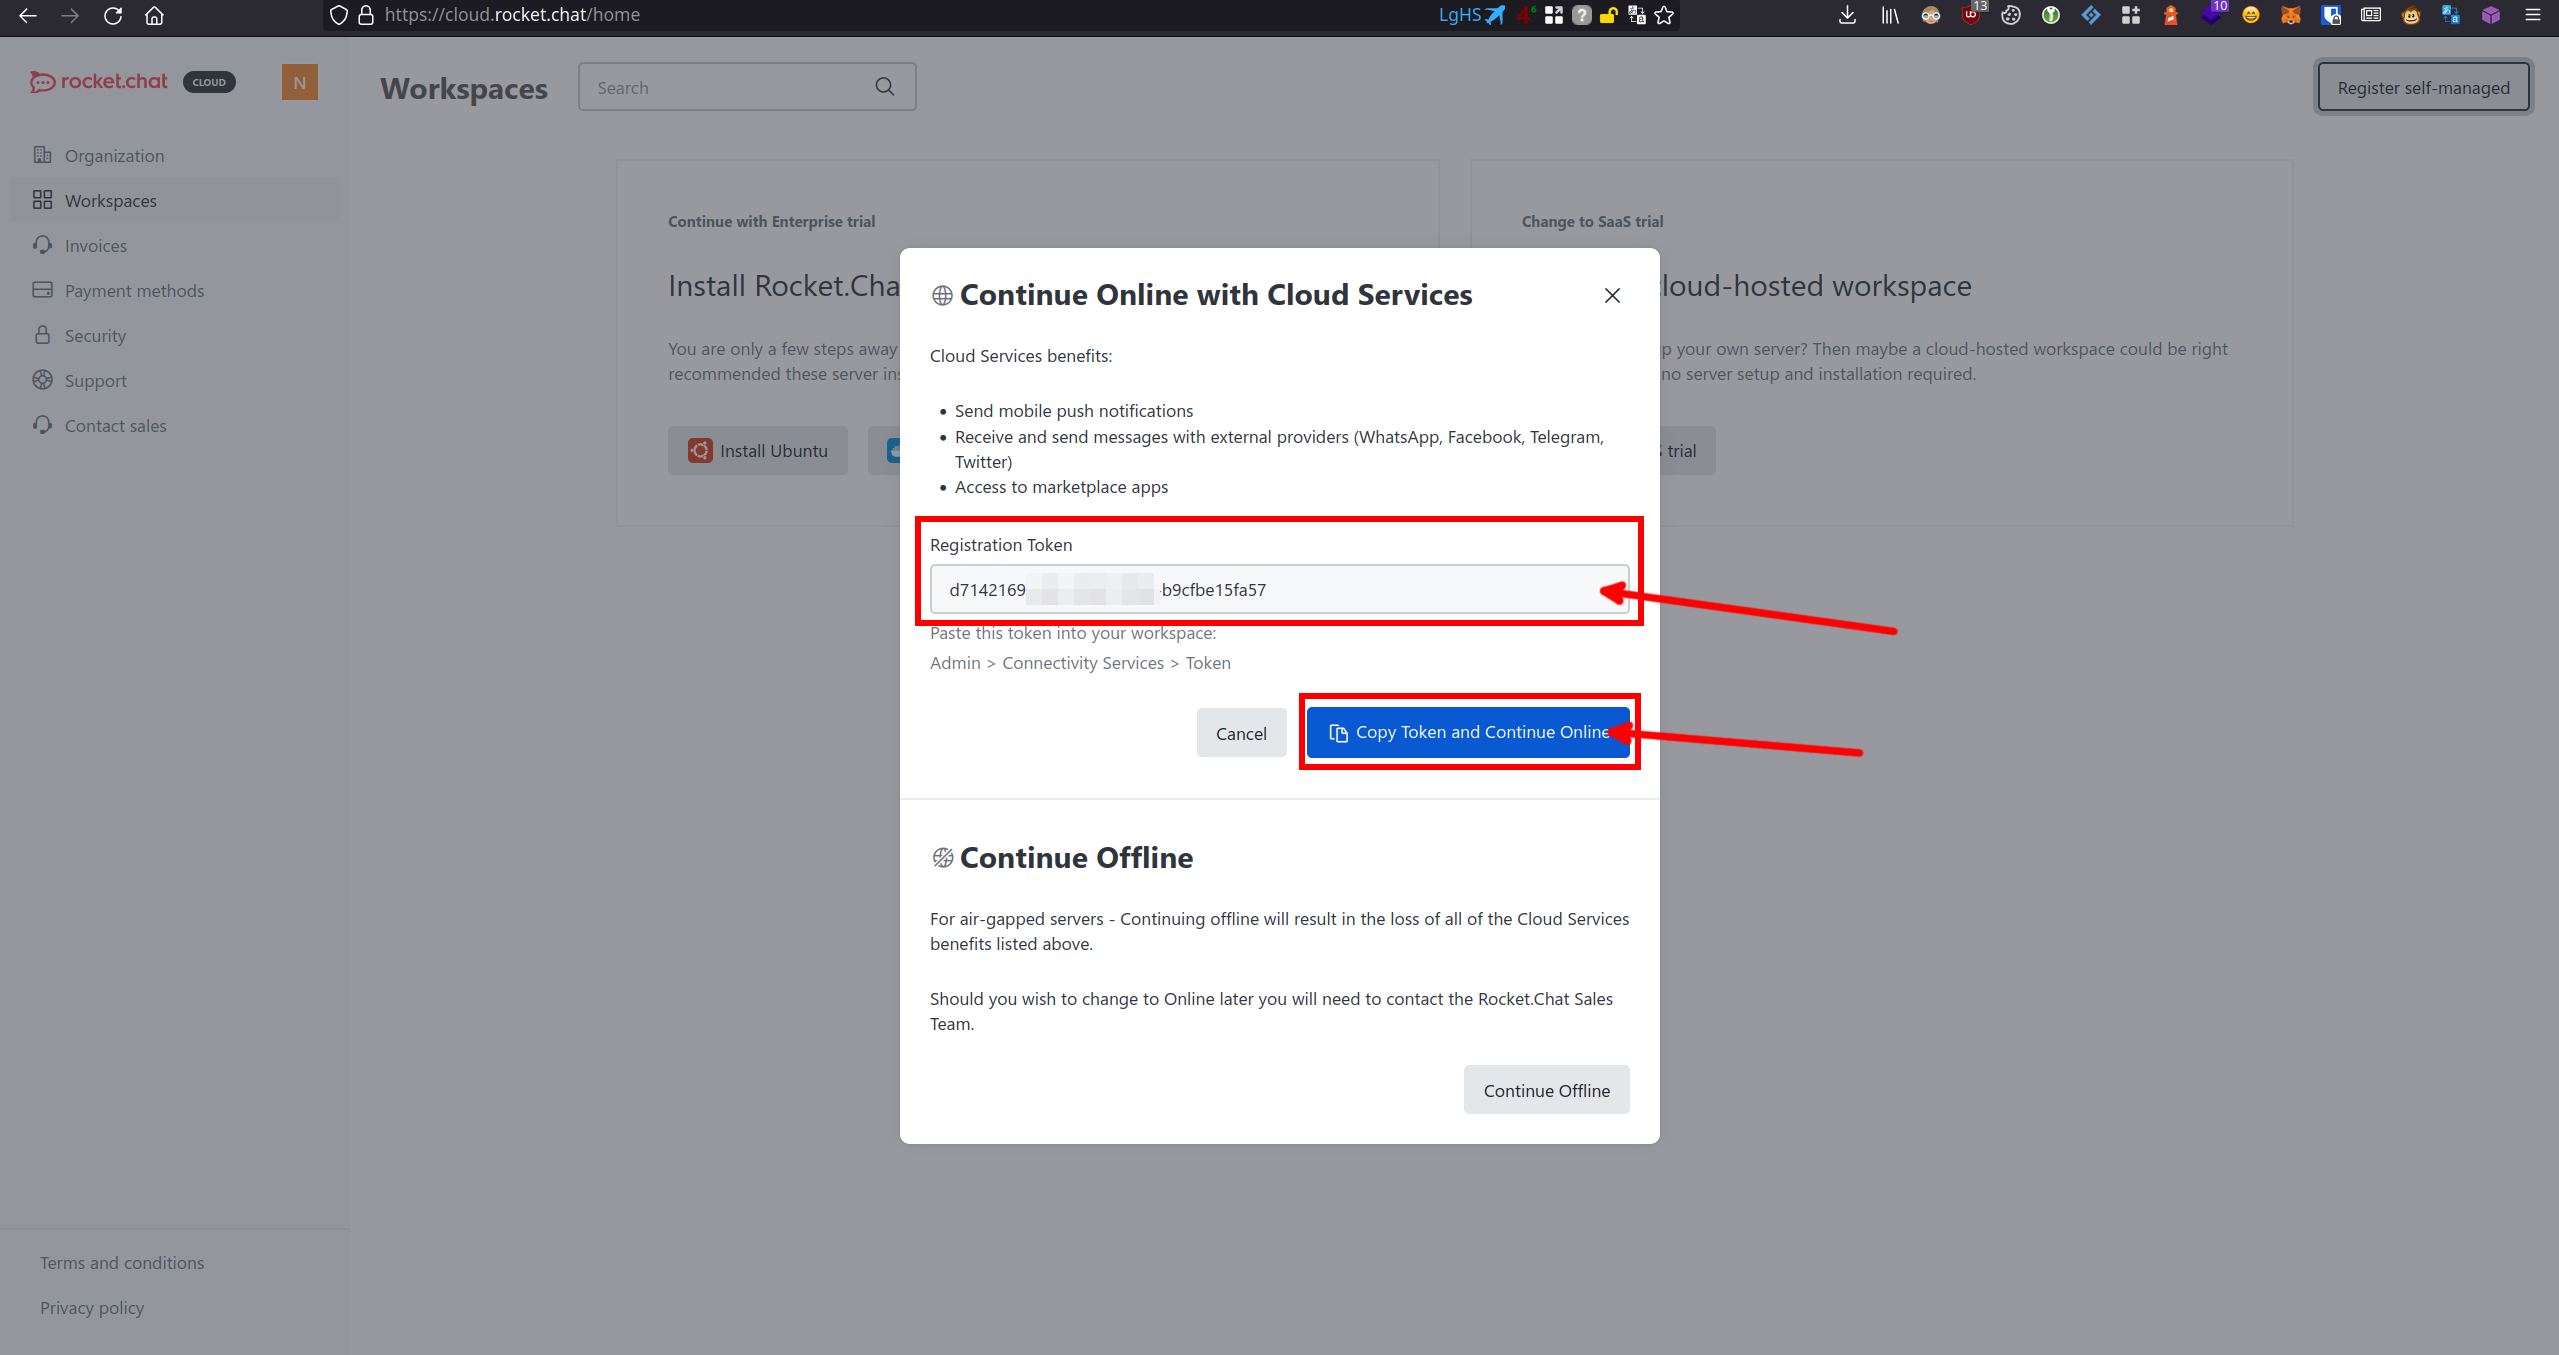 https://cloud.rocket.chat/home
LgHS
4 6
13
10
rocket.chat
CLOUD
N
Workspaces
Search
Register self-managed
Organization
Workspaces
Invoices
Payment methods
Security
Support
Contact sales
Continue with Enterprise trial
Change to SaaS trial
Install Rocket.Cha
loud-hosted workspace
You are only a few steps away
recommended these server ins
p your own server? Then maybe a cloud-hosted workspace could be right
no server setup and installation required.
Install Ubuntu
trial
Continue Online with Cloud Services
Cloud Services benefits:
• Send mobile push notifications
• Receive and send messages with external providers (WhatsApp, Facebook, Telegram,
Twitter)
• Access to marketplace apps
Registration Token
d7142169
b9cfbe15fa57
Paste this token into your workspace:
Admin > Connectivity Services > Token
Cancel
Copy Token and Continue Online
Continue Offline
For air-gapped servers - Continuing offline will result in the loss of all of the Cloud Services
benefits listed above.
Should you wish to change to Online later you will need to contact the Rocket.Chat Sales
Team.
Continue Offline
Terms and conditions
Privacy policy